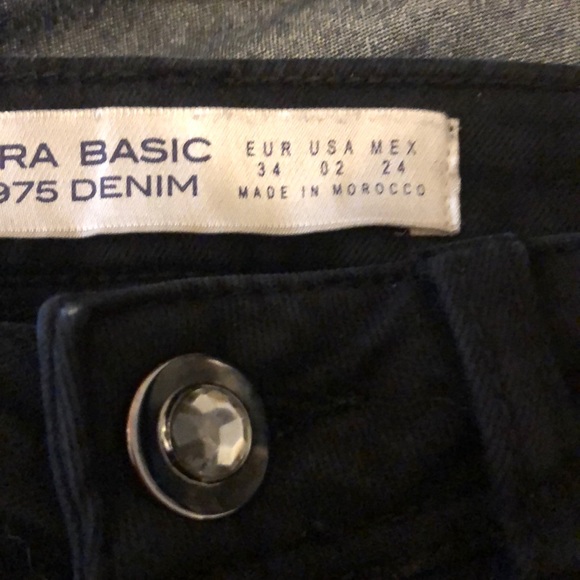 RA BASIC
975 DENIM
EUR USA MEX
34 02 24
MADE IN MOROCCO